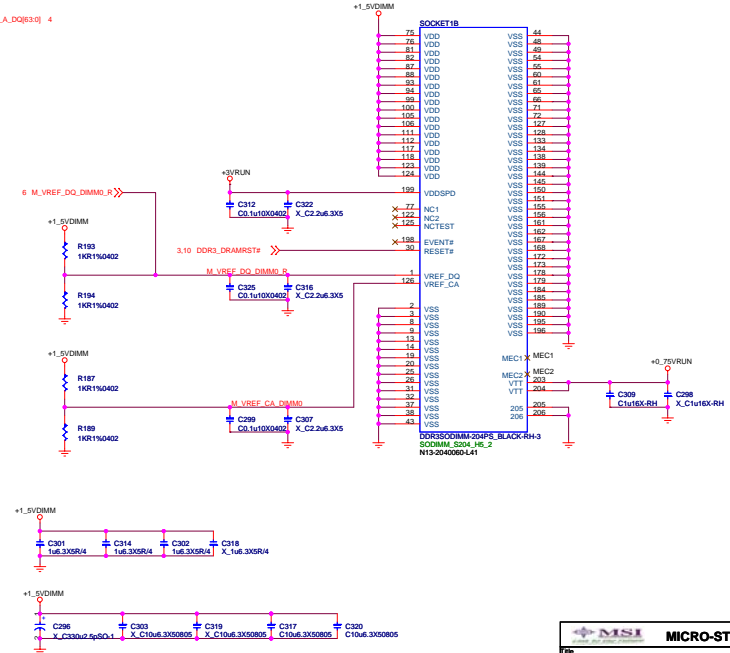 _A_DQ[63:0] 4
+1_5VDIMM
SOCKET1B
75 VDD VSS 44
76 VDD VSS 48
81 VDD VSS 49
82 VDD VSS 54
87 VDD VSS 55
88 VDD VSS 60
93 VDD VSS 61
94 VDD VSS 65
99 VDD VSS 66
100 VDD VSS 71
105 VDD VSS 72
106 VDD VSS 127
111 VDD VSS 128
112 VDD VSS 133
117 VDD VSS 134
118 VDD VSS 138
123 VDD VSS 139
124 VDD VSS 144
VSS 145
VSS 150
VSS 151
VSS 155
VSS 156
VSS 161
VSS 162
VSS 167
VSS 168
VSS 172
VSS 173
VSS 178
VSS 179
VSS 184
VSS 185
VSS 189
VSS 190
VSS 195
VSS 196
199 VDDSPD
77 NC1
122 NC2
125 NCTEST
198 EVENT#
30 RESET#
1 VREF_DQ
126 VREF_CA
2 VSS
3 VSS
8 VSS
9 VSS
13 VSS
14 VSS
19 VSS
20 VSS
25 VSS
26 VSS
31 VSS
32 VSS
37 VSS
38 VSS
43 VSS
MEC1 MEC1
MEC2 MEC2
VTT 203
VTT 204
205 205
206 206
DDR3SODIMM-204PS_BLACK-RH-3
SODIMM_S204_H5_2
N13-2040060-L41
+3VRUN
C312
C0.1u10X0402
C322
X_C2.2u6.3X5
6 M_VREF_DQ_DIMM0_R
3,10 DDR3_DRAMRST#
+1_5VDIMM
R193
1KR1%0402
M_VREF_DQ_DIMM0_R
R194
1KR1%0402
C325
C0.1u10X0402
C316
X_C2.2u6.3X5
+1_5VDIMM
R187
1KR1%0402
M_VREF_CA_DIMM0
R189
1KR1%0402
C299
C0.1u10X0402
C307
X_C2.2u6.3X5
+0_75VRUN
C309
C1u16X-RH
C298
X_C1u16X-RH
+1_5VDIMM
C301
1u6.3X5R/4
C314
1u6.3X5R/4
C302
1u6.3X5R/4
C318
X_1u6.3X5R/4
+1_5VDIMM
C296
X_C330u2.5pSO-1
C303
X_C10u6.3X50805
C319
X_C10u6.3X50805
C317
C10u6.3X50805
C320
C10u6.3X50805
MSI MICRO-ST
Title